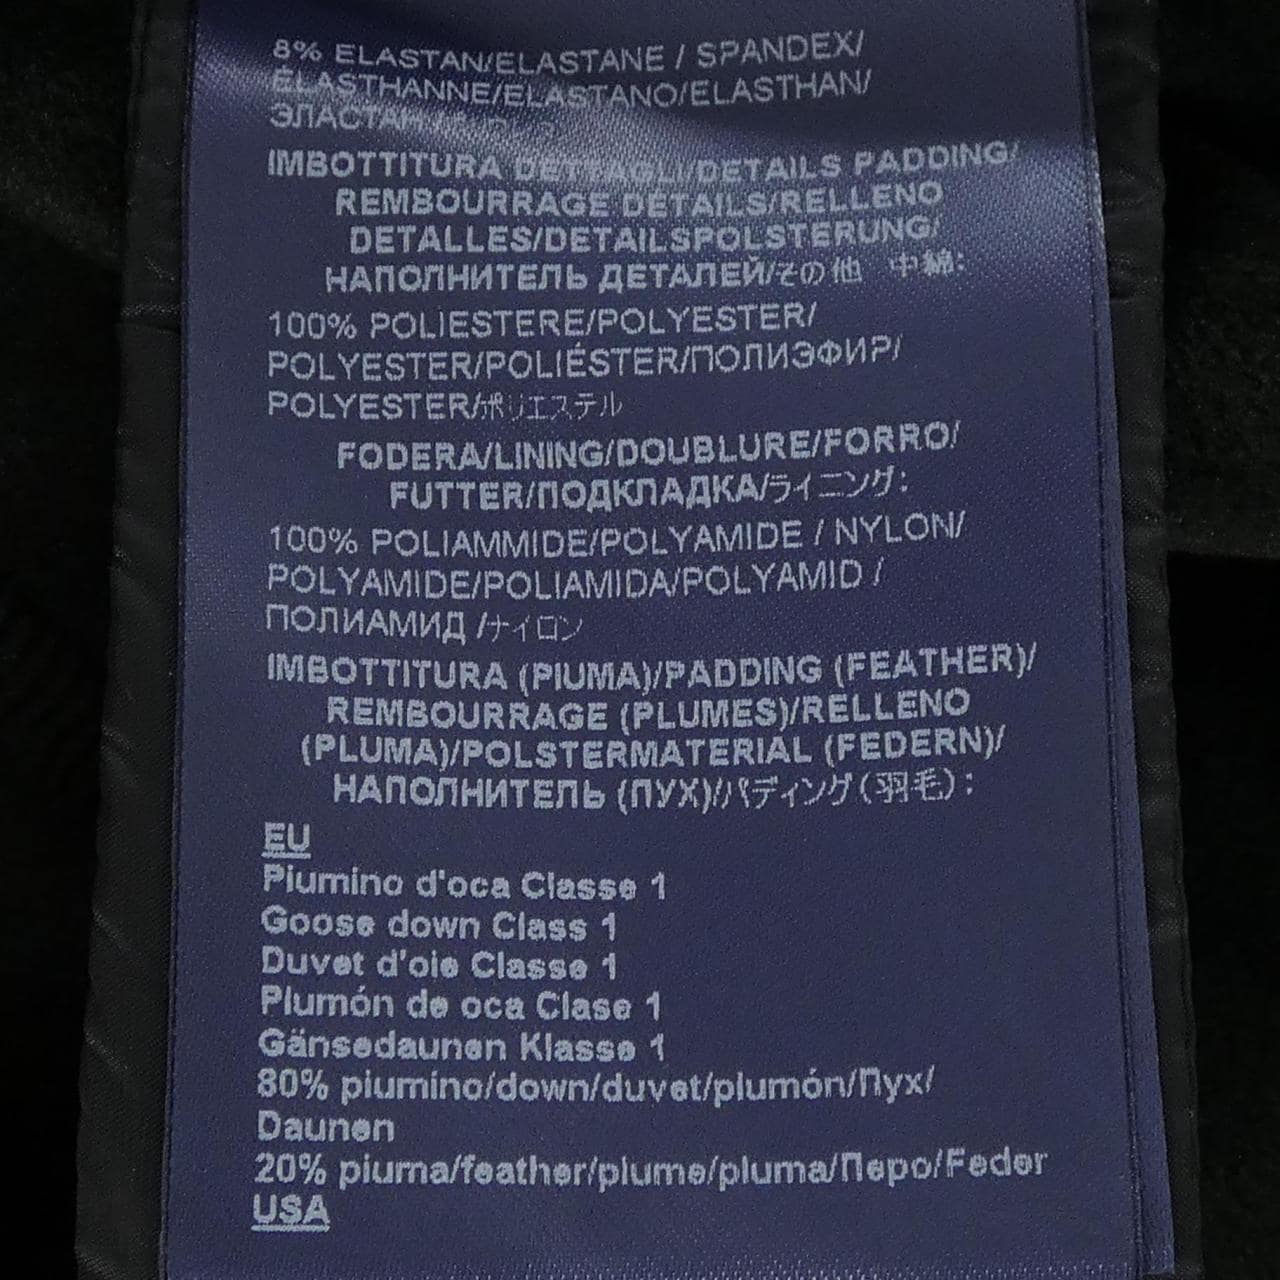 8% ELASTAN/ELASTANE / SPANDEX/
ÉLASTHANNE/ELASTANO/ELASTHAN/
ЭЛАСТАН
IMBOTTITURA DETTAGLI/DETAILS PADDING/
REMBOURRAGE DÉTAILS/RELLENO
DETALLES/DETAILSPOLSTERUNG/
НАПОЛНИТЕЛЬ ДЕТАЛЕЙ/その他 中綿:
100% POLIESTERE/POLYESTER/
POLYESTER/POLIÉSTER/ПОЛИЭФИР/
POLYESTER/ポリエステル
FODERA/LINING/DOUBLURE/FORRO/
FUTTER/ПОДКЛАДКА/ライニング:
100% POLIAMMIDE/POLYAMIDE / NYLON/
POLYAMIDE/POLIAMIDA/POLYAMID /
ПОЛИАМИД /ナイロン
IMBOTTITURA (PIUMA)/PADDING (FEATHER)/
REMBOURRAGE (PLUMES)/RELLENO
(PLUMA)/POLSTERMATERIAL (FEDERN)/
НАПОЛНИТЕЛЬ (ПУХ)/パディング(羽毛):
EU
Piumino d'oca Classe 1
Goose down Class 1
Duvet d'oie Classe 1
Plumón de oca Clase 1
Gänsedaunen Klasse 1
80% piumino/down/duvet/plumón/Пух/
Daunen
20% piuma/feather/plume/pluma/Перо/Feder
USA